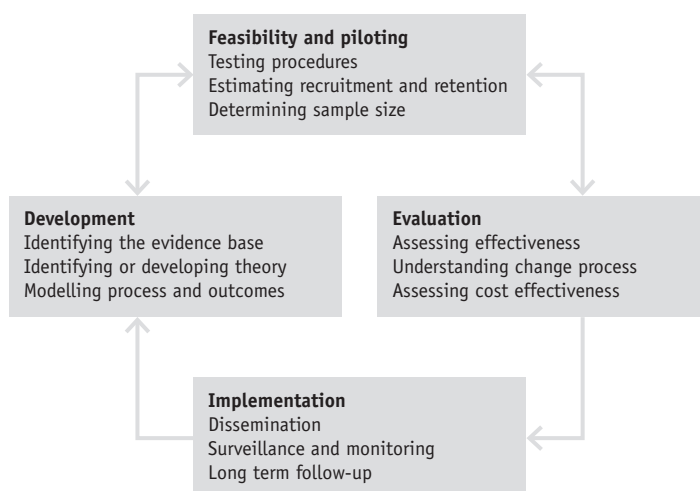 Feasibility and piloting
Testing procedures
Estimating recruitment and retention
Determining sample size
Development
Identifying the evidence base
Identifying or developing theory
Modelling process and outcomes
Evaluation
Assessing effectiveness
Understanding change process
Assessing cost effectiveness
Implementation
Dissemination
Surveillance and monitoring
Long term follow-up